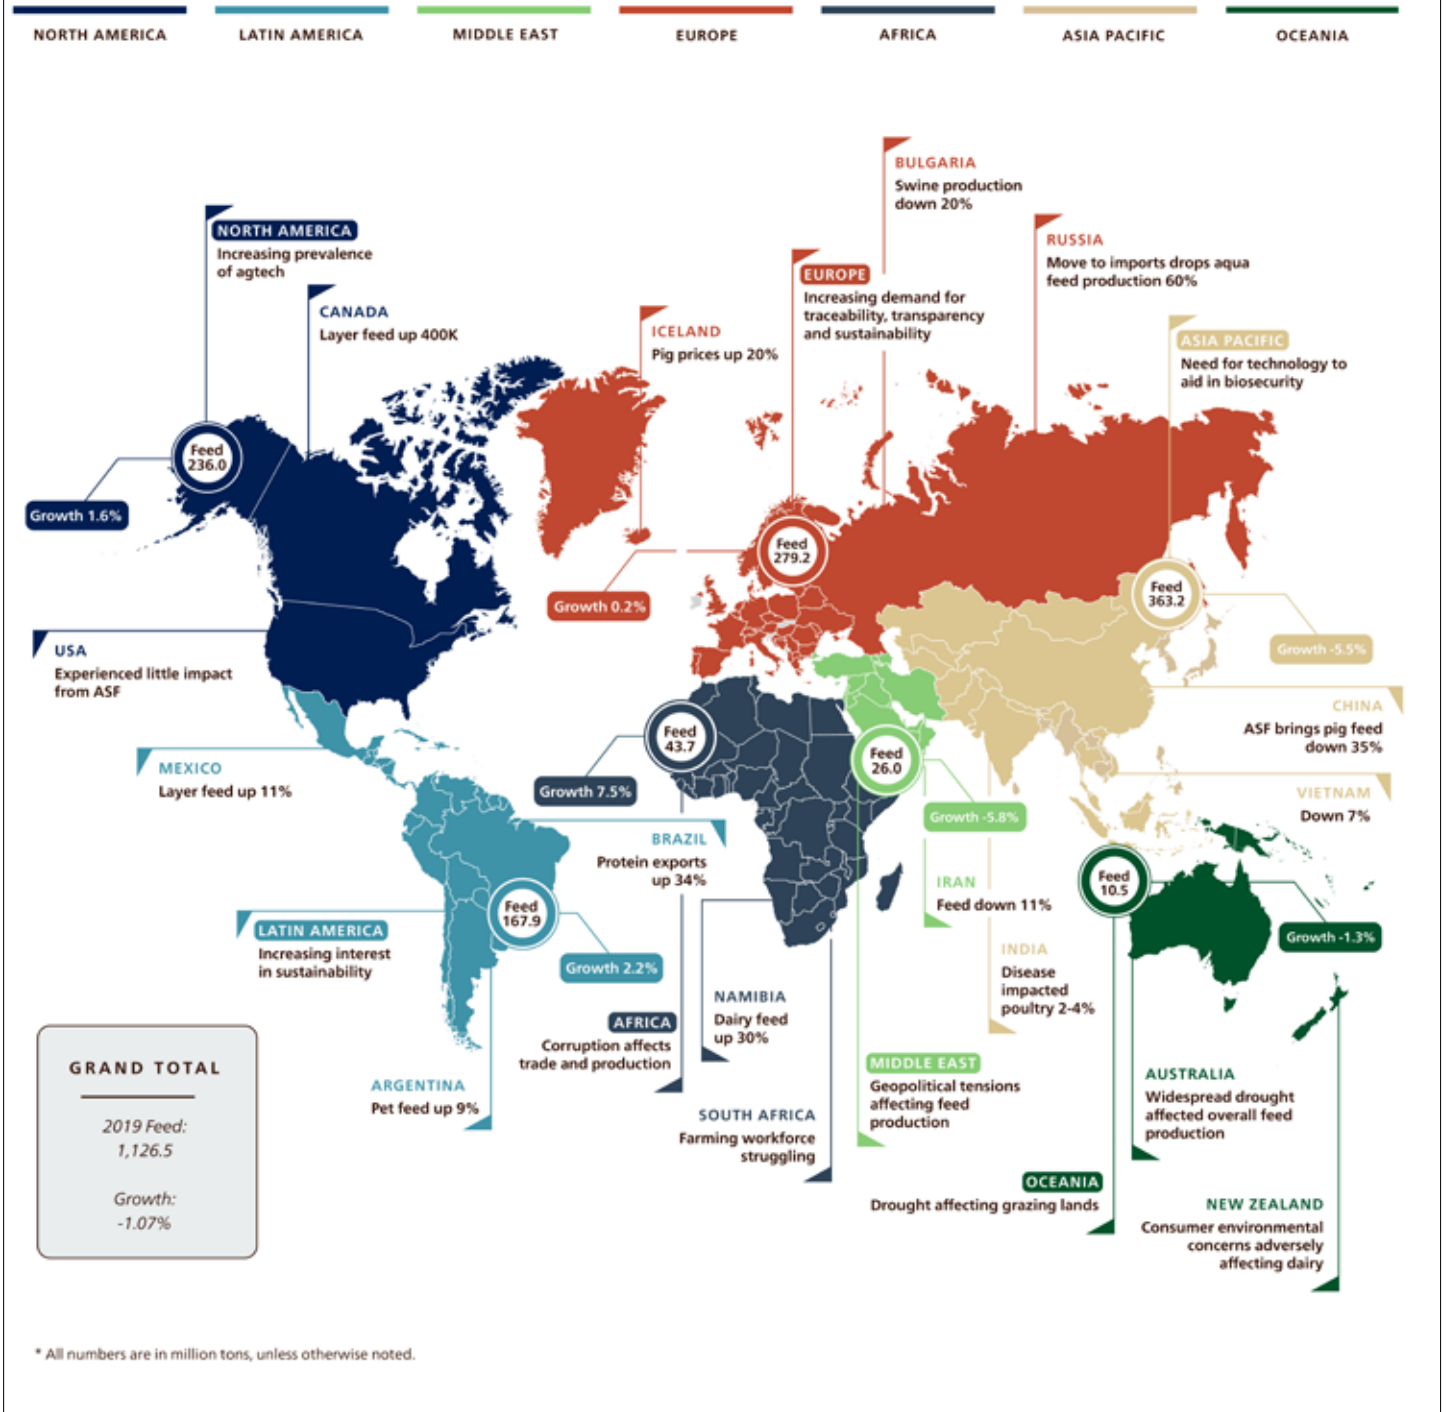 NORTH AMERICA
LATIN AMERICA
MIDDLE EAST
EUROPE
AFRICA
ASIA PACIFIC
OCEANIA
BULGARIA
Swine production
down 20%
NORTH AMERICA
Increasing prevalence
of agtech
RUSSIA
Move to imports drops aqua
feed production 60%
EUROPE
Increasing demand for
traceability, transparency
and sustainability
CANADA
Layer feed up 400K
ICELAND
Pig prices up 20%
ASIA PACIFIC
Need for technology to
aid in biosecurity
Feed
236.0
Growth 1.6%
Feed
279.2
Growth 0.2%
Feed
363.2
Growth -5.5%
USA
Experienced little impact
from ASF
CHINA
ASF brings pig feed
down 35%
Feed
43.7
Growth 7.5%
Feed
26.0
Growth -5.8%
MEXICO
Layer feed up 11%
VIETNAM
Down 7%
BRAZIL
Protein exports
up 34%
IRAN
Feed down 11%
Feed
10.5
Growth -1.3%
Feed
167.9
Growth 2.2%
LATIN AMERICA
Increasing interest
in sustainability
INDIA
Disease
impacted
poultry 2-4%
NAMIBIA
Dairy feed
up 30%
AFRICA
Corruption affects
trade and production
MIDDLE EAST
Geopolitical tensions
affecting feed
production
AUSTRALIA
Widespread drought
affected overall feed
production
ARGENTINA
Pet feed up 9%
SOUTH AFRICA
Farming workforce
struggling
OCEANIA
Drought affecting grazing lands
NEW ZEALAND
Consumer environmental
concerns adversely
affecting dairy
GRAND TOTAL
2019 Feed:
1,126.5
Growth:
-1.07%
* All numbers are in million tons, unless otherwise noted.